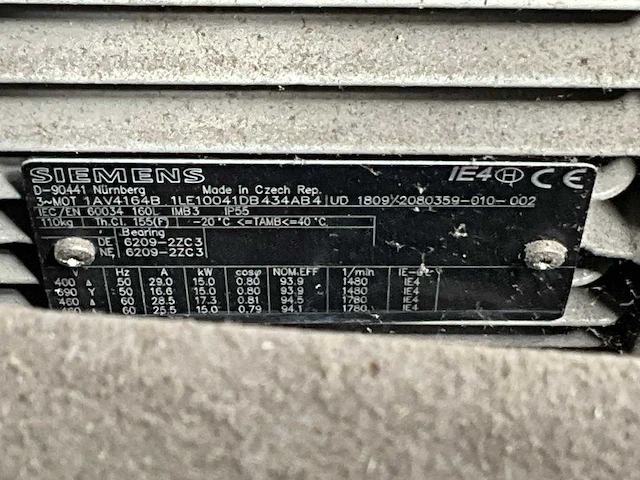 SIEMENS IE4 H CE
D-90441 Nürnberg Made in Czech Rep.
3~MOT 1AV4164B 1LE10041DB434AB4 UD 1809/2080359-010-002
IEC/EN 60034 160L IMB3 IP55
110kg Th.Cl. 155(F) -20°C <=TAMB<=40°C
Bearing
DE 6209-2ZC3
NE 6209-2ZC3
V Hz A kW cosφ NOM.EFF 1/min IE-CL
400 Δ 50 29.0 15.0 0.80 93.9 1480 IE4
690 Y 50 16.6 15.0 0.80 93.9 1480 IE4
460 Δ 60 28.5 17.3 0.81 94.5 1780 IE4
460 Δ 60 25.5 15.0 0.79 94.1 1780 IE4